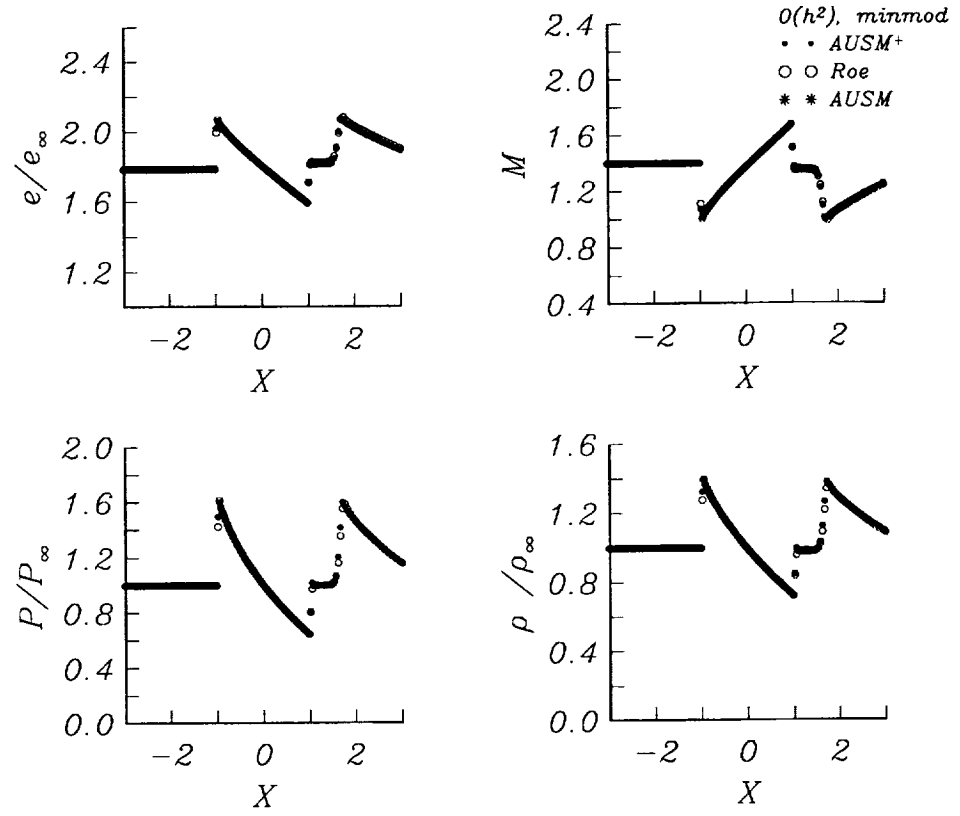 e/e∞
2.4
2.0
1.6
1.2
−2 0 2
X
O(h²), minmod
• • AUSM⁺
○ ○ Roe
* * AUSM
M
2.4
2.0
1.6
1.2
0.8
0.4
−2 0 2
X
P/P∞
2.0
1.6
1.2
0.8
0.4
0.0
−2 0 2
X
ρ/ρ∞
1.6
1.2
0.8
0.4
0.0
−2 0 2
X